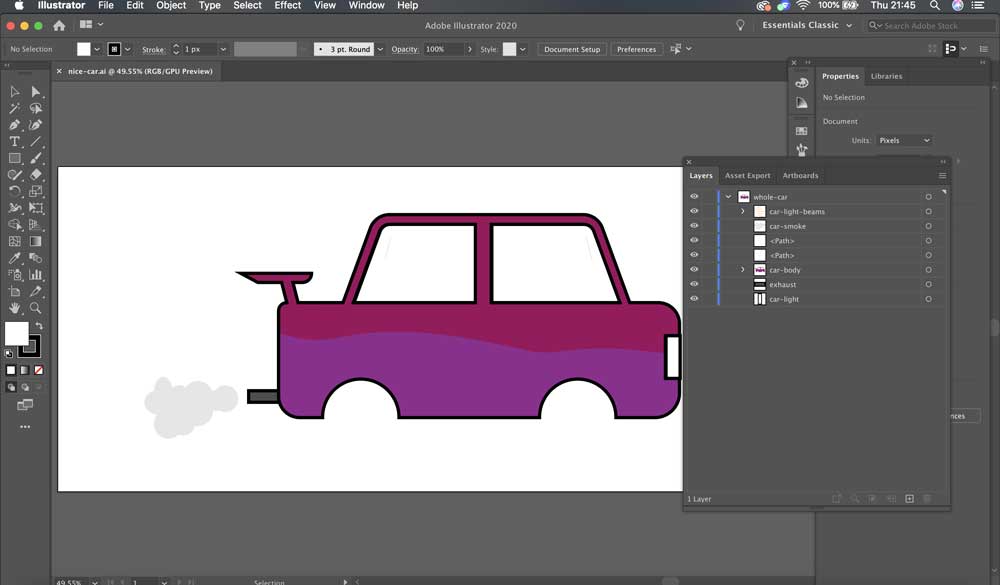 Illustrator File Edit Object Type Select Effect View Window Help 100% Thu 21:45
Adobe Illustrator 2020 Essentials Classic Search Adobe Stock
No Selection Stroke: 1 px 3 pt. Round Opacity: 100% Style: Document Setup Preferences
nice-car.ai @ 49.55% (RGB/GPU Preview)
Properties Libraries
No Selection
Document
Units: Pixels
Layers Asset Export Artboards
whole-car
car-light-beams
car-smoke
<Path>
<Path>
car-body
exhaust
car-light
nces
1 Layer
49.55% 1 Selection